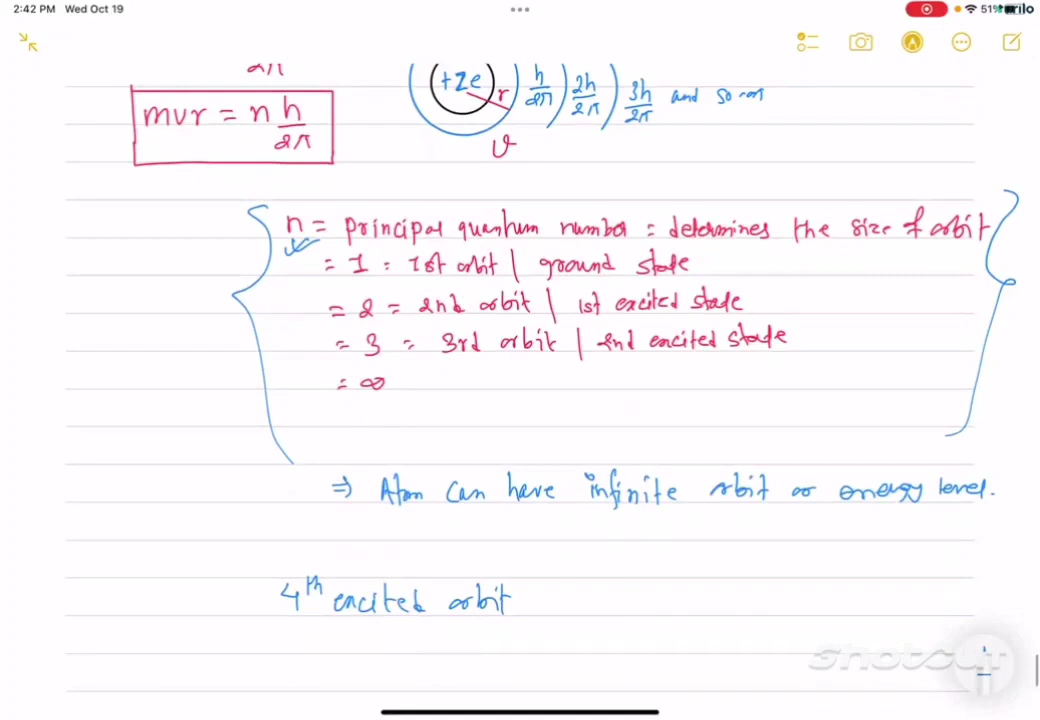 2:42 PM Wed Oct 19
51%
2π
+Ze r h/2π 2h/2π 3h/2π and so on
mvr = n h/2π
v
n = principal quantum number = determines the size of orbit
= 1 = 1st orbit | ground state
= 2 = 2nd orbit | 1st excited state
= 3 = 3rd orbit | 2nd excited state
= ∞
⇒ Atom can have infinite orbit or energy level.
4th excited orbit
shotcut